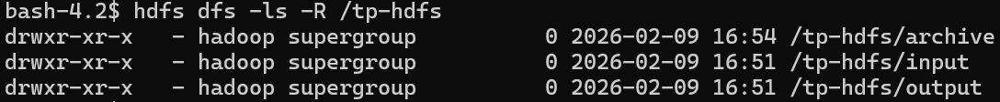 bash-4.2$ hdfs dfs -ls -R /tp-hdfs
drwxr-xr-x   - hadoop supergroup          0 2026-02-09 16:54 /tp-hdfs/archive
drwxr-xr-x   - hadoop supergroup          0 2026-02-09 16:51 /tp-hdfs/input
drwxr-xr-x   - hadoop supergroup          0 2026-02-09 16:51 /tp-hdfs/output